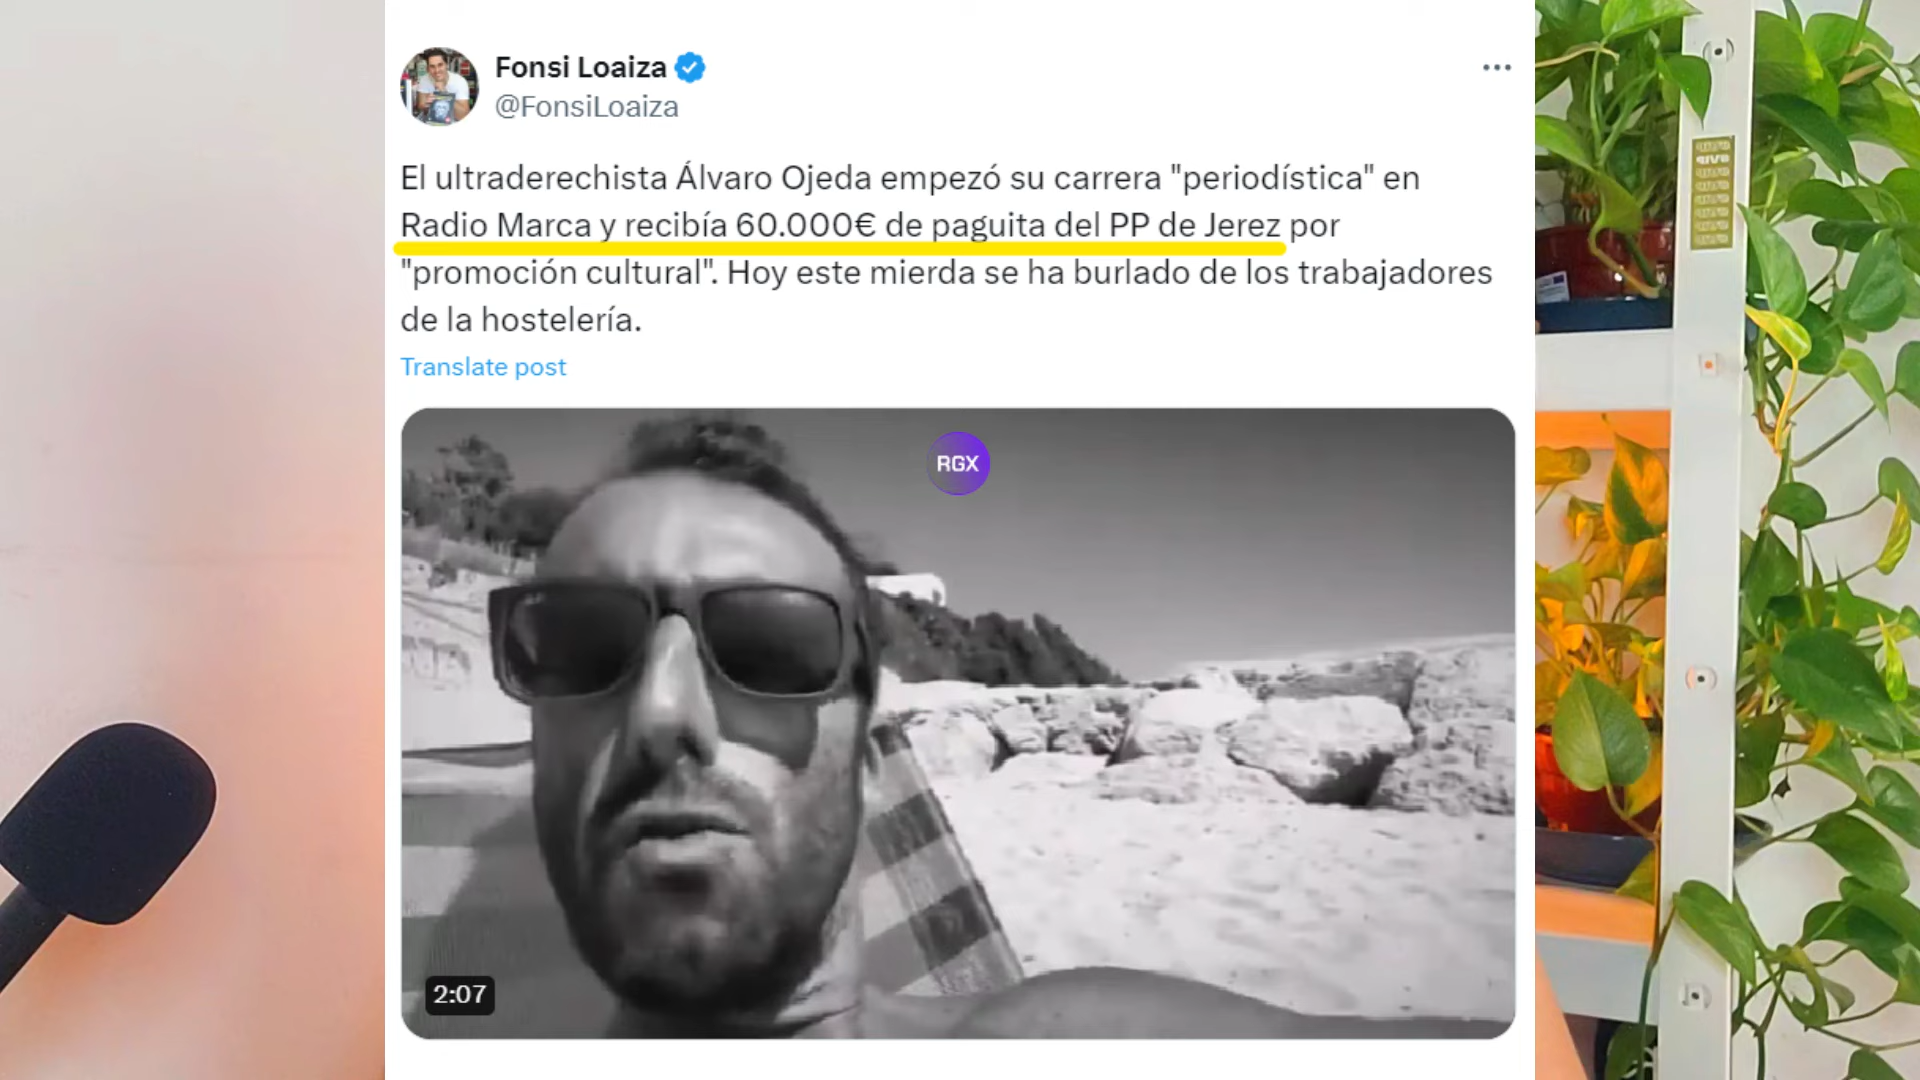 Fonsi Loaiza
@FonsiLoaiza
El ultraderechista Álvaro Ojeda empezó su carrera "periodística" en
Radio Marca y recibía 60.000€ de paguita del PP de Jerez por
"promoción cultural". Hoy este mierda se ha burlado de los trabajadores
de la hostelería.
Translate post
RGX
2:07